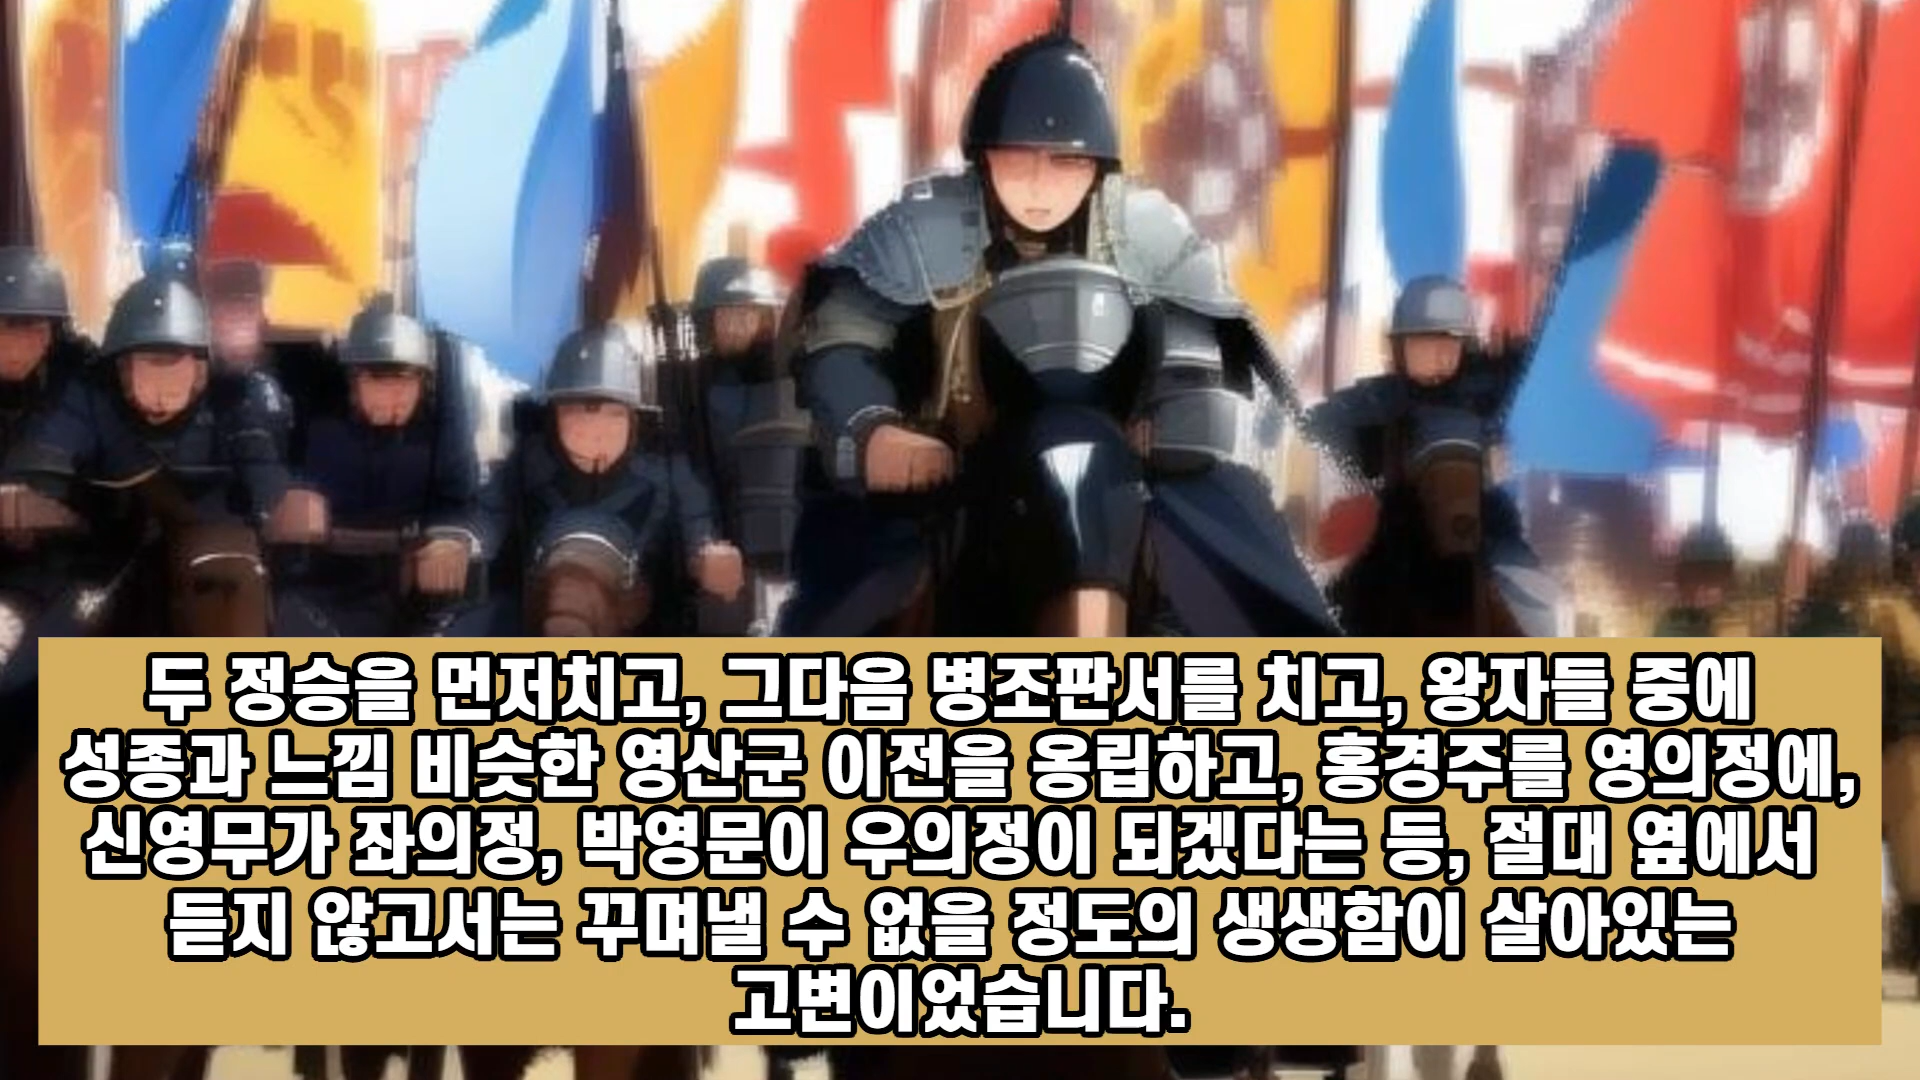 두 정승을 먼저치고, 그다음 병조판서를 치고, 왕자들 중에
성종과 느낌 비슷한 영산군 이전을 옹립하고, 홍경주를 영의정에,
신영무가 좌의정, 박영문이 우의정이 되겠다는 등, 절대 옆에서
듣지 않고서는 꾸며낼 수 없을 정도의 생생함이 살아있는
고변이었습니다.